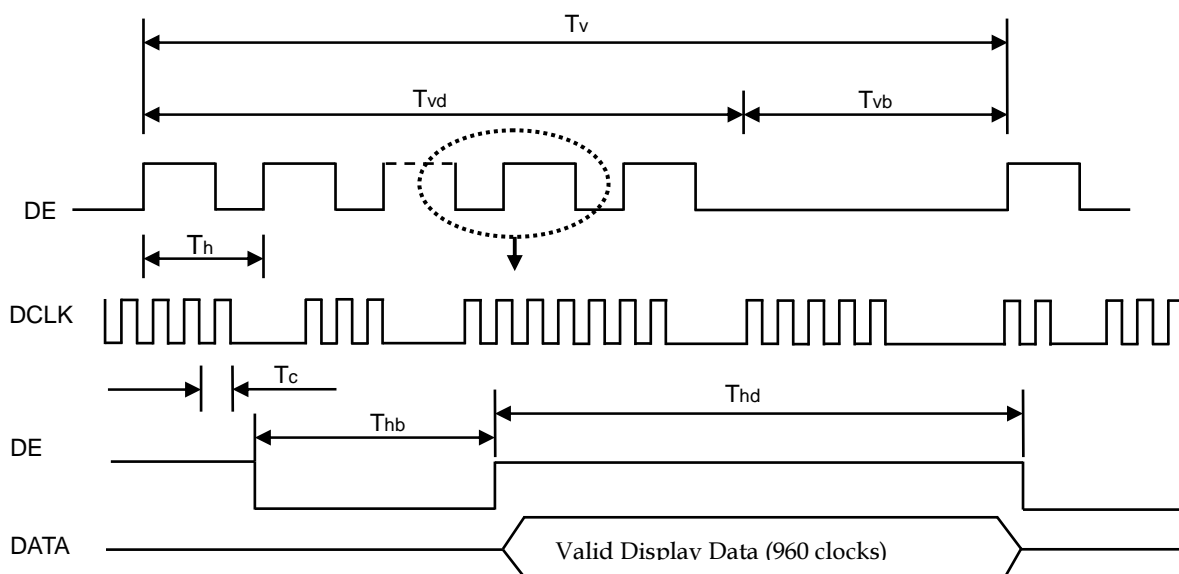 Tv
Tvd Tvb
DE
Th
DCLK
Tc
Thd
Thb
DE
DATA
Valid Display Data (960 clocks)